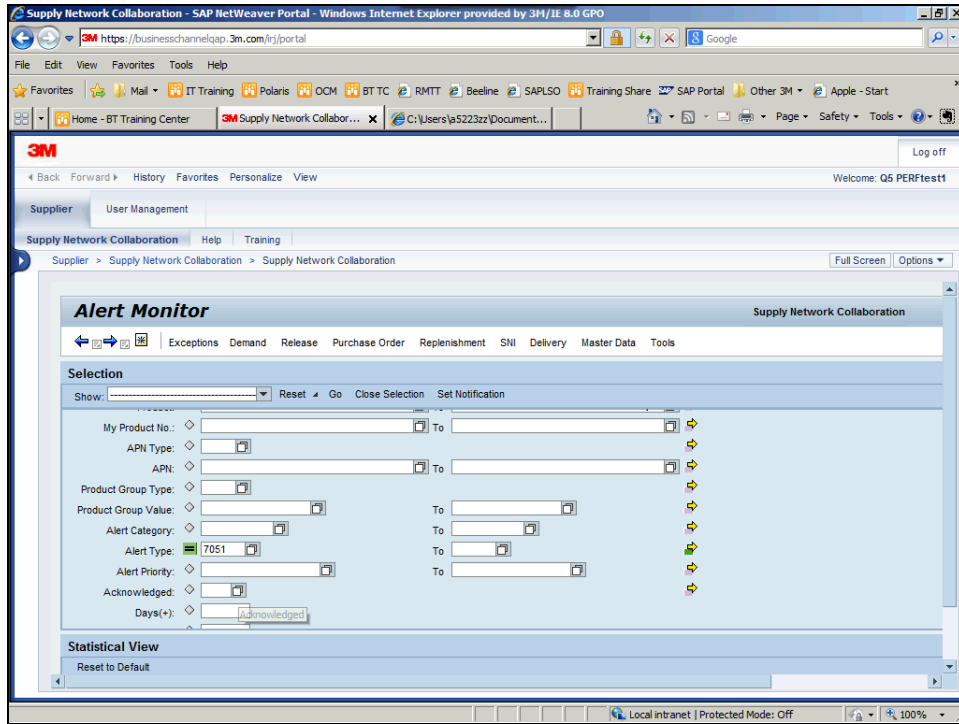 Supply Network Collaboration - SAP NetWeaver Portal - Windows Internet Explorer provided by 3M/IE 8.0 GPO
3M https://businesschannelqap.3m.com/irj/portal
Google
File Edit View Favorites Tools Help
Favorites Mail IT Training Polaris OCM BT TC RMTT Beeline SAPLSO Training Share SAP Portal Other 3M Apple - Start
Home - BT Training Center 3M Supply Network Collabor... X C:\Users\a5223zz\Document... Page Safety Tools
3M Log off
Back Forward History Favorites Personalize View Welcome: Q5 PERFtest1
Supplier User Management
Supply Network Collaboration Help Training
Supplier > Supply Network Collaboration > Supply Network Collaboration Full Screen Options
Alert Monitor Supply Network Collaboration
Exceptions Demand Release Purchase Order Replenishment SNI Delivery Master Data Tools
Selection
Show: Reset Go Close Selection Set Notification
My Product No.: To
APN Type:
APN: To
Product Group Type:
Product Group Value: To
Alert Category: To
Alert Type: 7051 To
Alert Priority: To
Acknowledged:
Days(+): Acknowledged
Statistical View
Reset to Default
Local intranet | Protected Mode: Off 100%